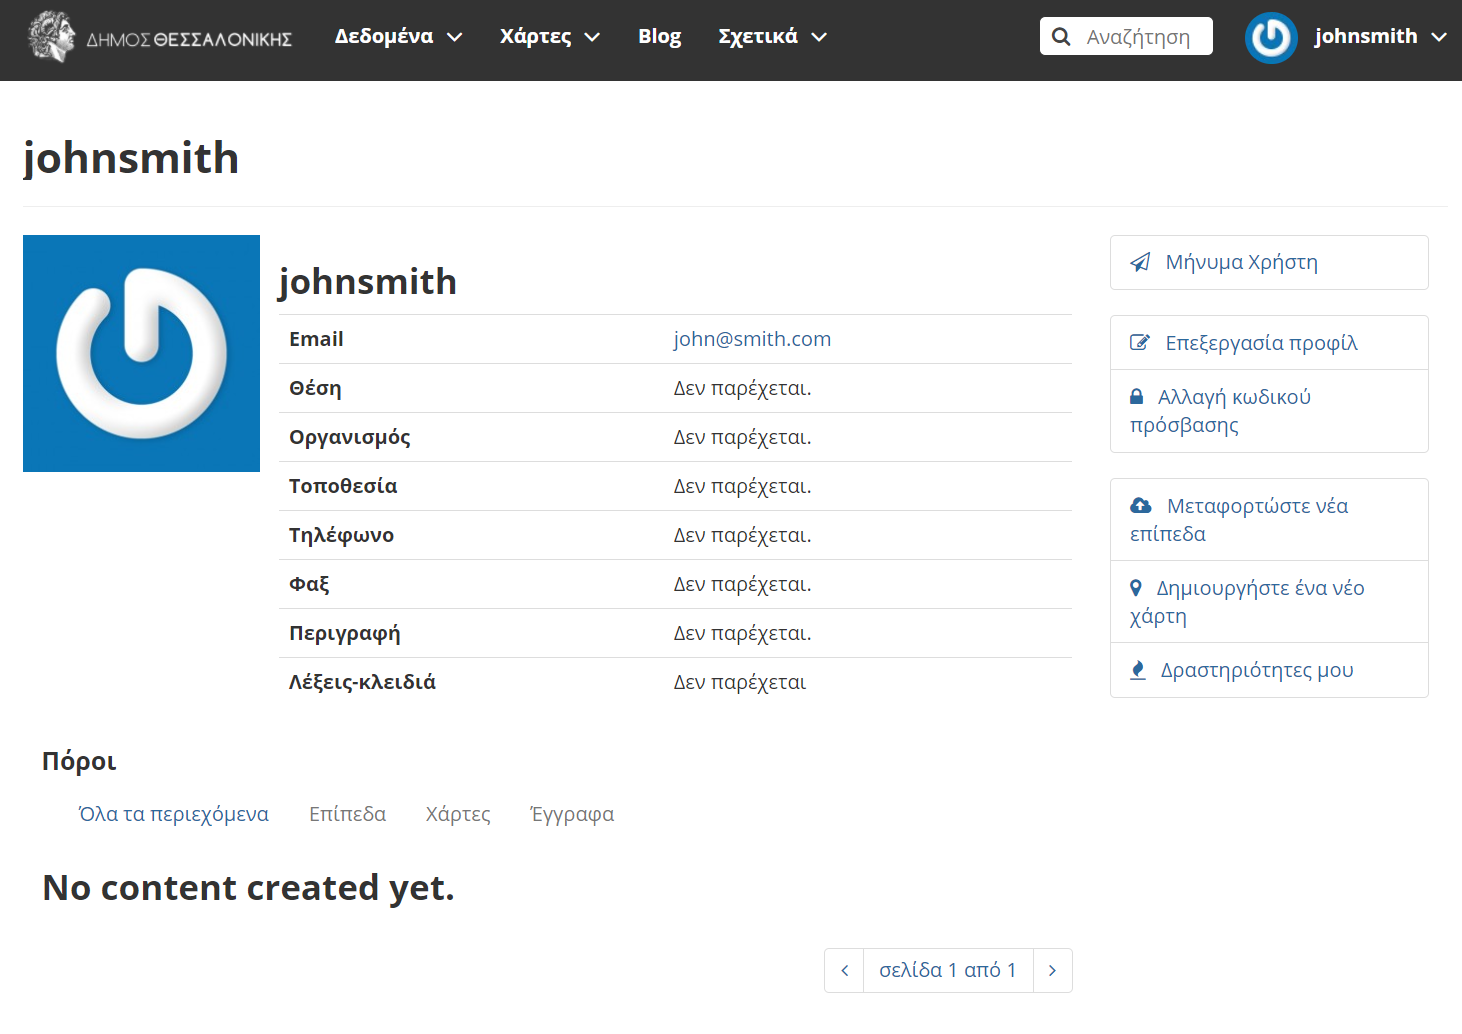 ΔΗΜΟΣ ΘΕΣΣΑΛΟΝΙΚΗΣ Δεδομένα Χάρτες Blog Σχετικά Αναζήτηση johnsmith
johnsmith
johnsmith
Email john@smith.com
Θέση Δεν παρέχεται.
Οργανισμός Δεν παρέχεται.
Τοποθεσία Δεν παρέχεται.
Τηλέφωνο Δεν παρέχεται.
Φαξ Δεν παρέχεται.
Περιγραφή Δεν παρέχεται.
Λέξεις-κλειδιά Δεν παρέχεται
Μήνυμα Χρήστη
Επεξεργασία προφίλ
Αλλαγή κωδικού
πρόσβασης
Μεταφορτώστε νέα
επίπεδα
Δημιουργήστε ένα νέο
χάρτη
Δραστηριότητες μου
Πόροι
Όλα τα περιεχόμενα Επίπεδα Χάρτες Έγγραφα
No content created yet.
σελίδα 1 από 1